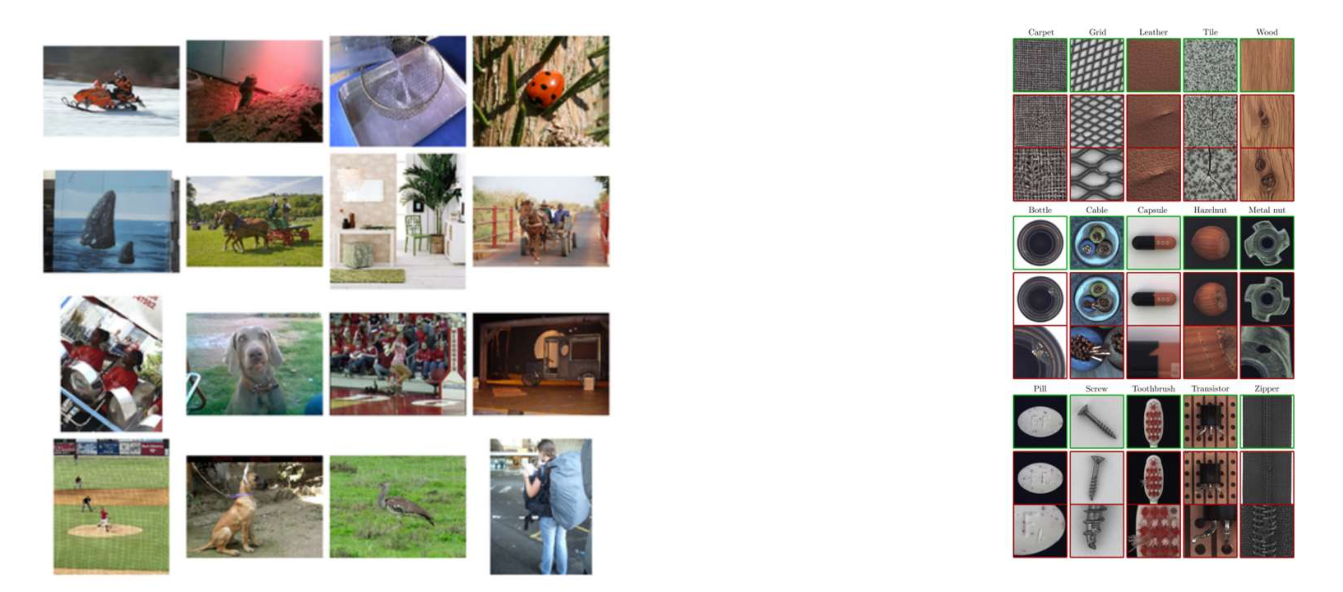 Carpet Grid Leather Tile Wood
Bottle Cable Capsule Hazelnut Metal nut
Pill Screw Toothbrush Transistor Zipper